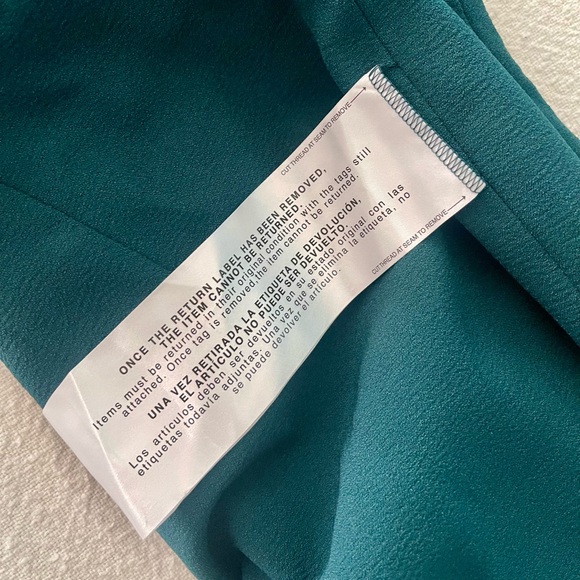 CUT THREAD AT SEAM TO REMOVE
ONCE THE RETURN LABEL HAS BEEN REMOVED,
THE ITEM CANNOT BE RETURNED.
Items must be returned in their original condition with the tags still
attached. Once tag is removed,the item cannot be returned.
UNA VEZ RETIRADA LA ETIQUETA DE DEVOLUCIÓN,
EL ARTÍCULO NO PUEDE SER DEVUELTO.
Los artículos deben ser devueltos en su estado original con las
etiquetas todavía adjuntas. Una vez que se elimina la etiqueta, no
se puede devolver el artículo.
CUT THREAD AT SEAM TO REMOVE